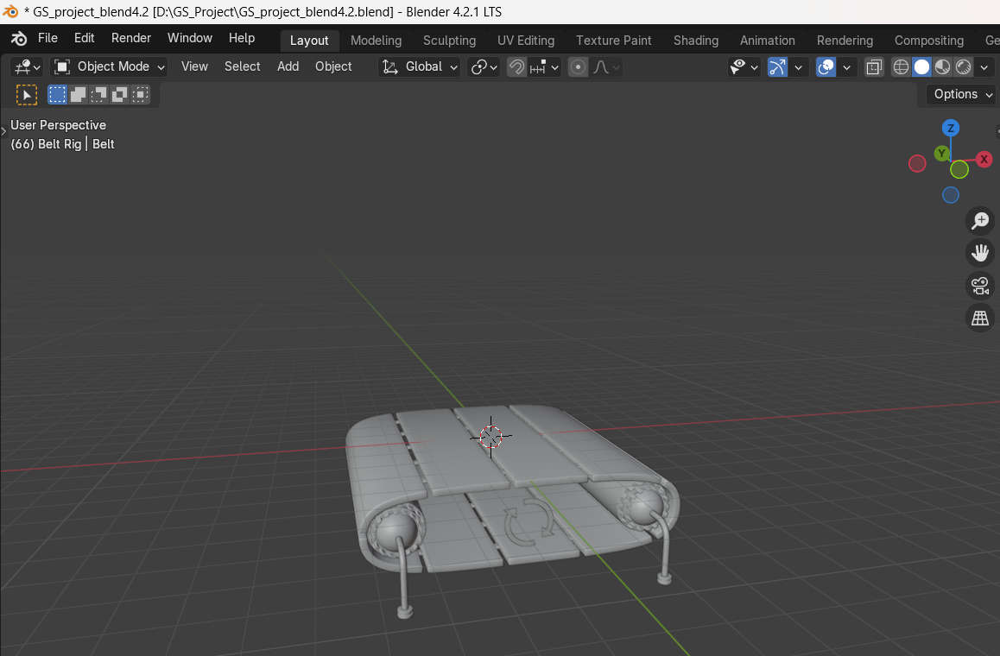 * GS_project_blend4.2 [D:\GS_Project\GS_project_blend4.2.blend] - Blender 4.2.1 LTS
File Edit Render Window Help Layout Modeling Sculpting UV Editing Texture Paint Shading Animation Rendering Compositing Ge
Object Mode View Select Add Object Global
Options
User Perspective
(66) Belt Rig | Belt
Z
Y
X